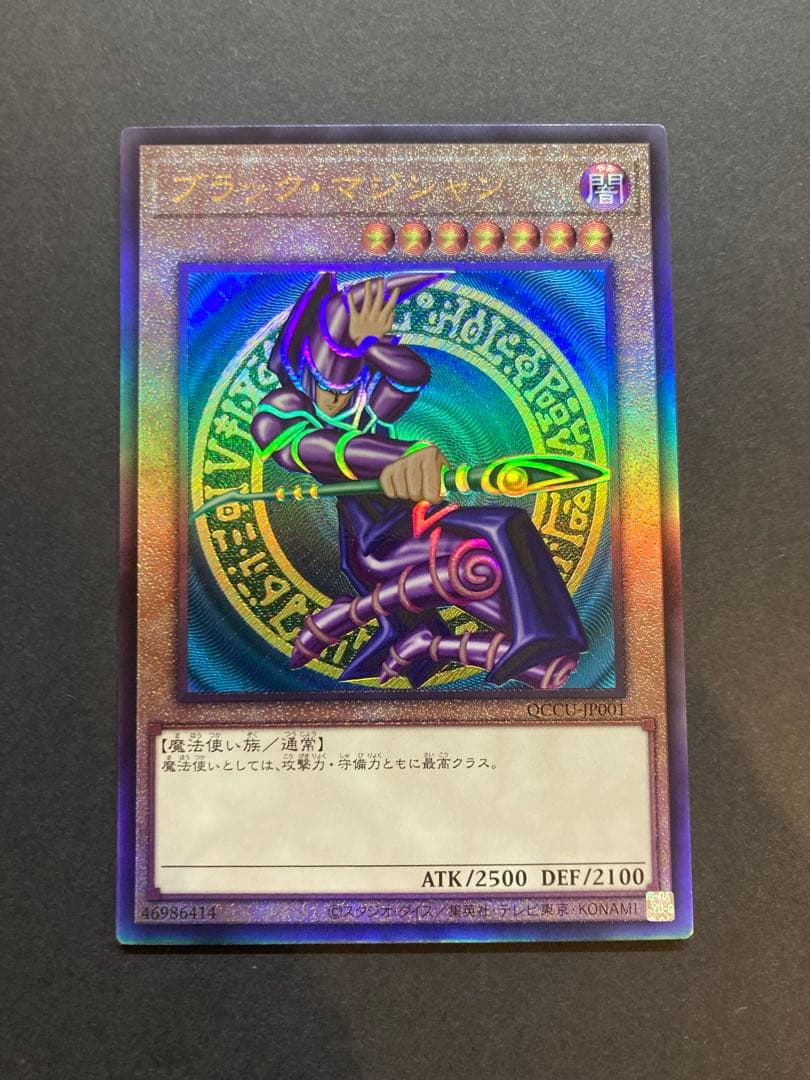 ブラック・マジシャン
闇
QCCU-JP001
【魔法使い族／通常】
魔法使いとしては、攻撃力・守備力ともに最高クラス。
ATK/2500 DEF/2100
46986414 ©スタジオ・ダイス／集英社・テレビ東京・KONAMI